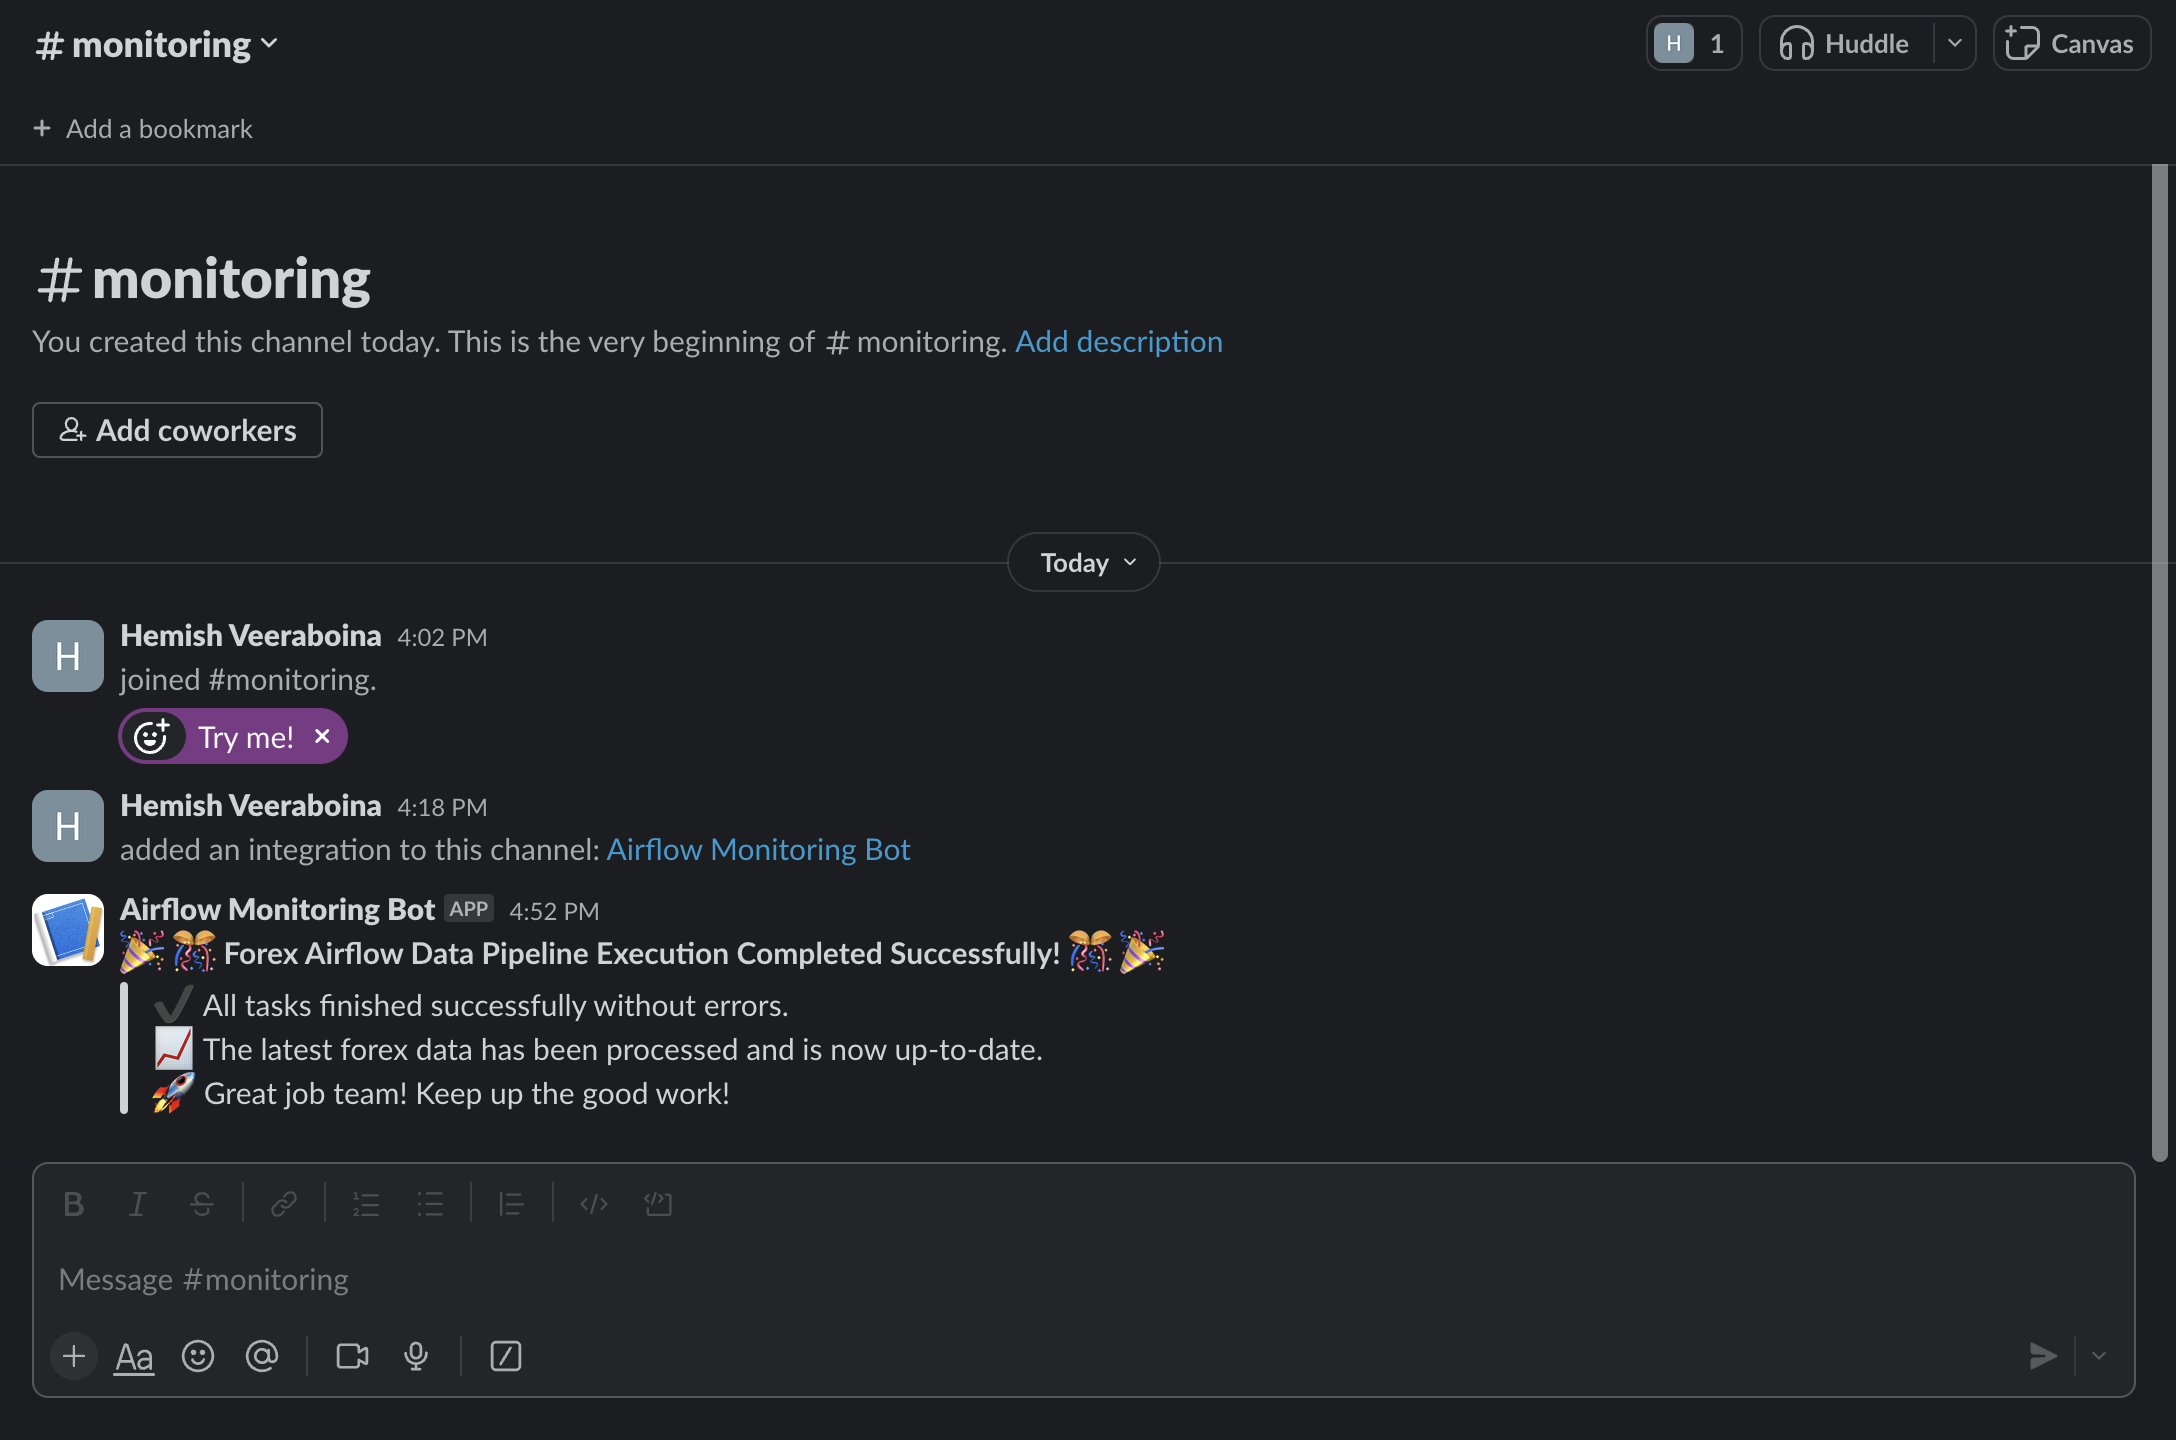 # monitoring
H 1 Huddle Canvas
+ Add a bookmark
# monitoring
You created this channel today. This is the very beginning of # monitoring. Add description
Add coworkers
Today
H
Hemish Veeraboina 4:02 PM
joined #monitoring.
Try me! ×
H
Hemish Veeraboina 4:18 PM
added an integration to this channel: Airflow Monitoring Bot
Airflow Monitoring Bot APP 4:52 PM
🎉 🎊 Forex Airflow Data Pipeline Execution Completed Successfully! 🎊 🎉
✔️ All tasks finished successfully without errors.
📈 The latest forex data has been processed and is now up-to-date.
🚀 Great job team! Keep up the good work!
B I S
Message #monitoring
+ Aa @